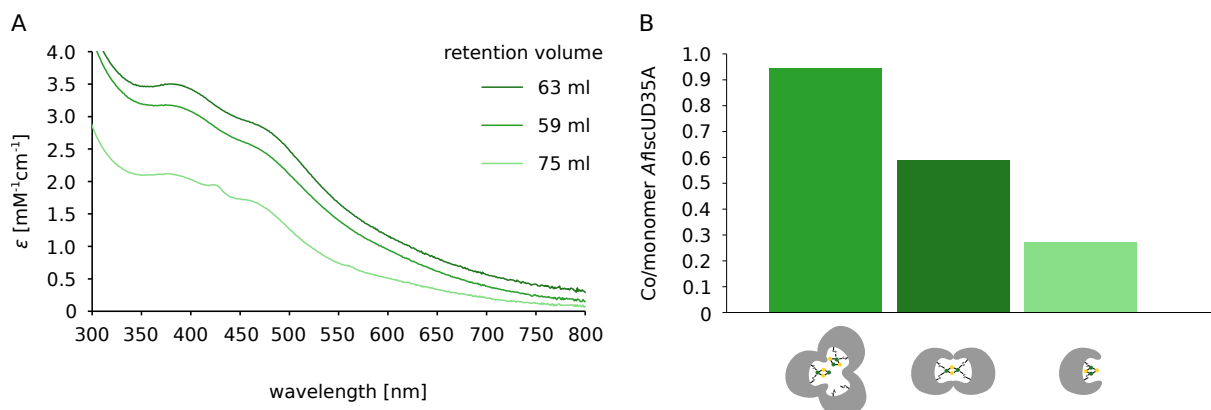 A
retention volume
63 ml
59 ml
75 ml
ε [mM⁻¹cm⁻¹]
4.0
3.5
3.0
2.5
2.0
1.5
1.0
0.5
0
300 350 400 450 500 550 600 650 700 750 800
wavelength [nm]
B
Co/monomer AfIscUD35A
1.0
0.9
0.8
0.7
0.6
0.5
0.4
0.3
0.2
0.1
0